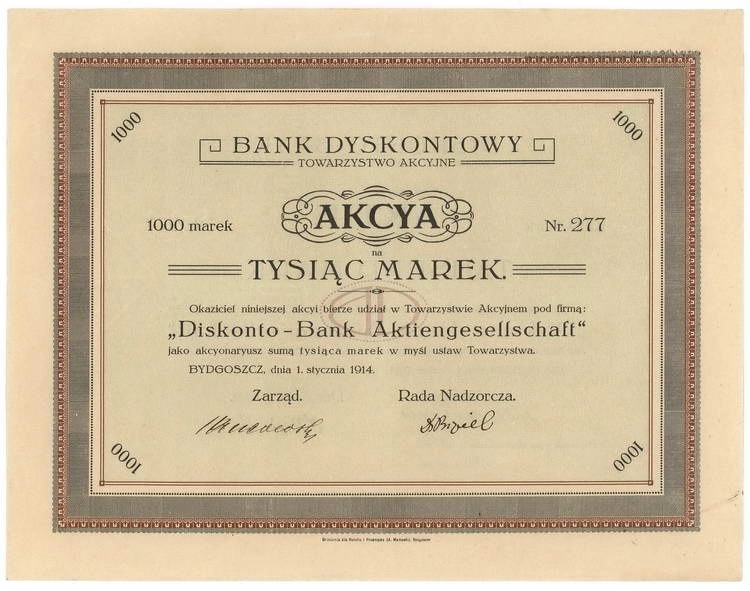 1000
1000
BANK DYSKONTOWY
TOWARZYSTWO AKCYJNE
1000 marek
AKCYA
Nr. 277
na
TYSIĄC MAREK.
Okaziciel niniejszej akcyi bierze udział w Towarzystwie Akcyjnem pod firmą:
„Diskonto-Bank Aktiengesellschaft“
jako akcyonaryusz sumą tysiąca marek w myśl ustaw Towarzystwa.
BYDGOSZCZ, dnia 1. stycznia 1914.
Zarząd.
Rada Nadzorcza.
1000
1000